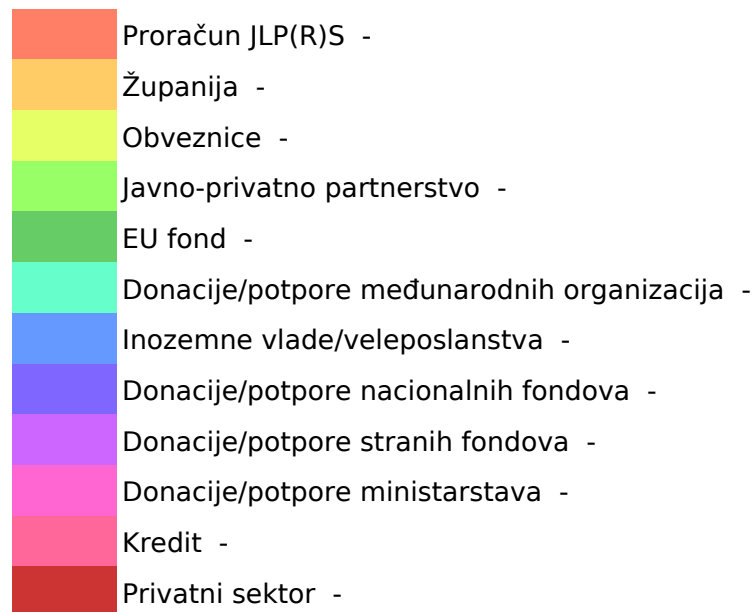 Proračun JLP(R)S -
Županija -
Obveznice -
Javno-privatno partnerstvo -
EU fond -
Donacije/potpore međunarodnih organizacija -
Inozemne vlade/veleposlanstva -
Donacije/potpore nacionalnih fondova -
Donacije/potpore stranih fondova -
Donacije/potpore ministarstava -
Kredit -
Privatni sektor -